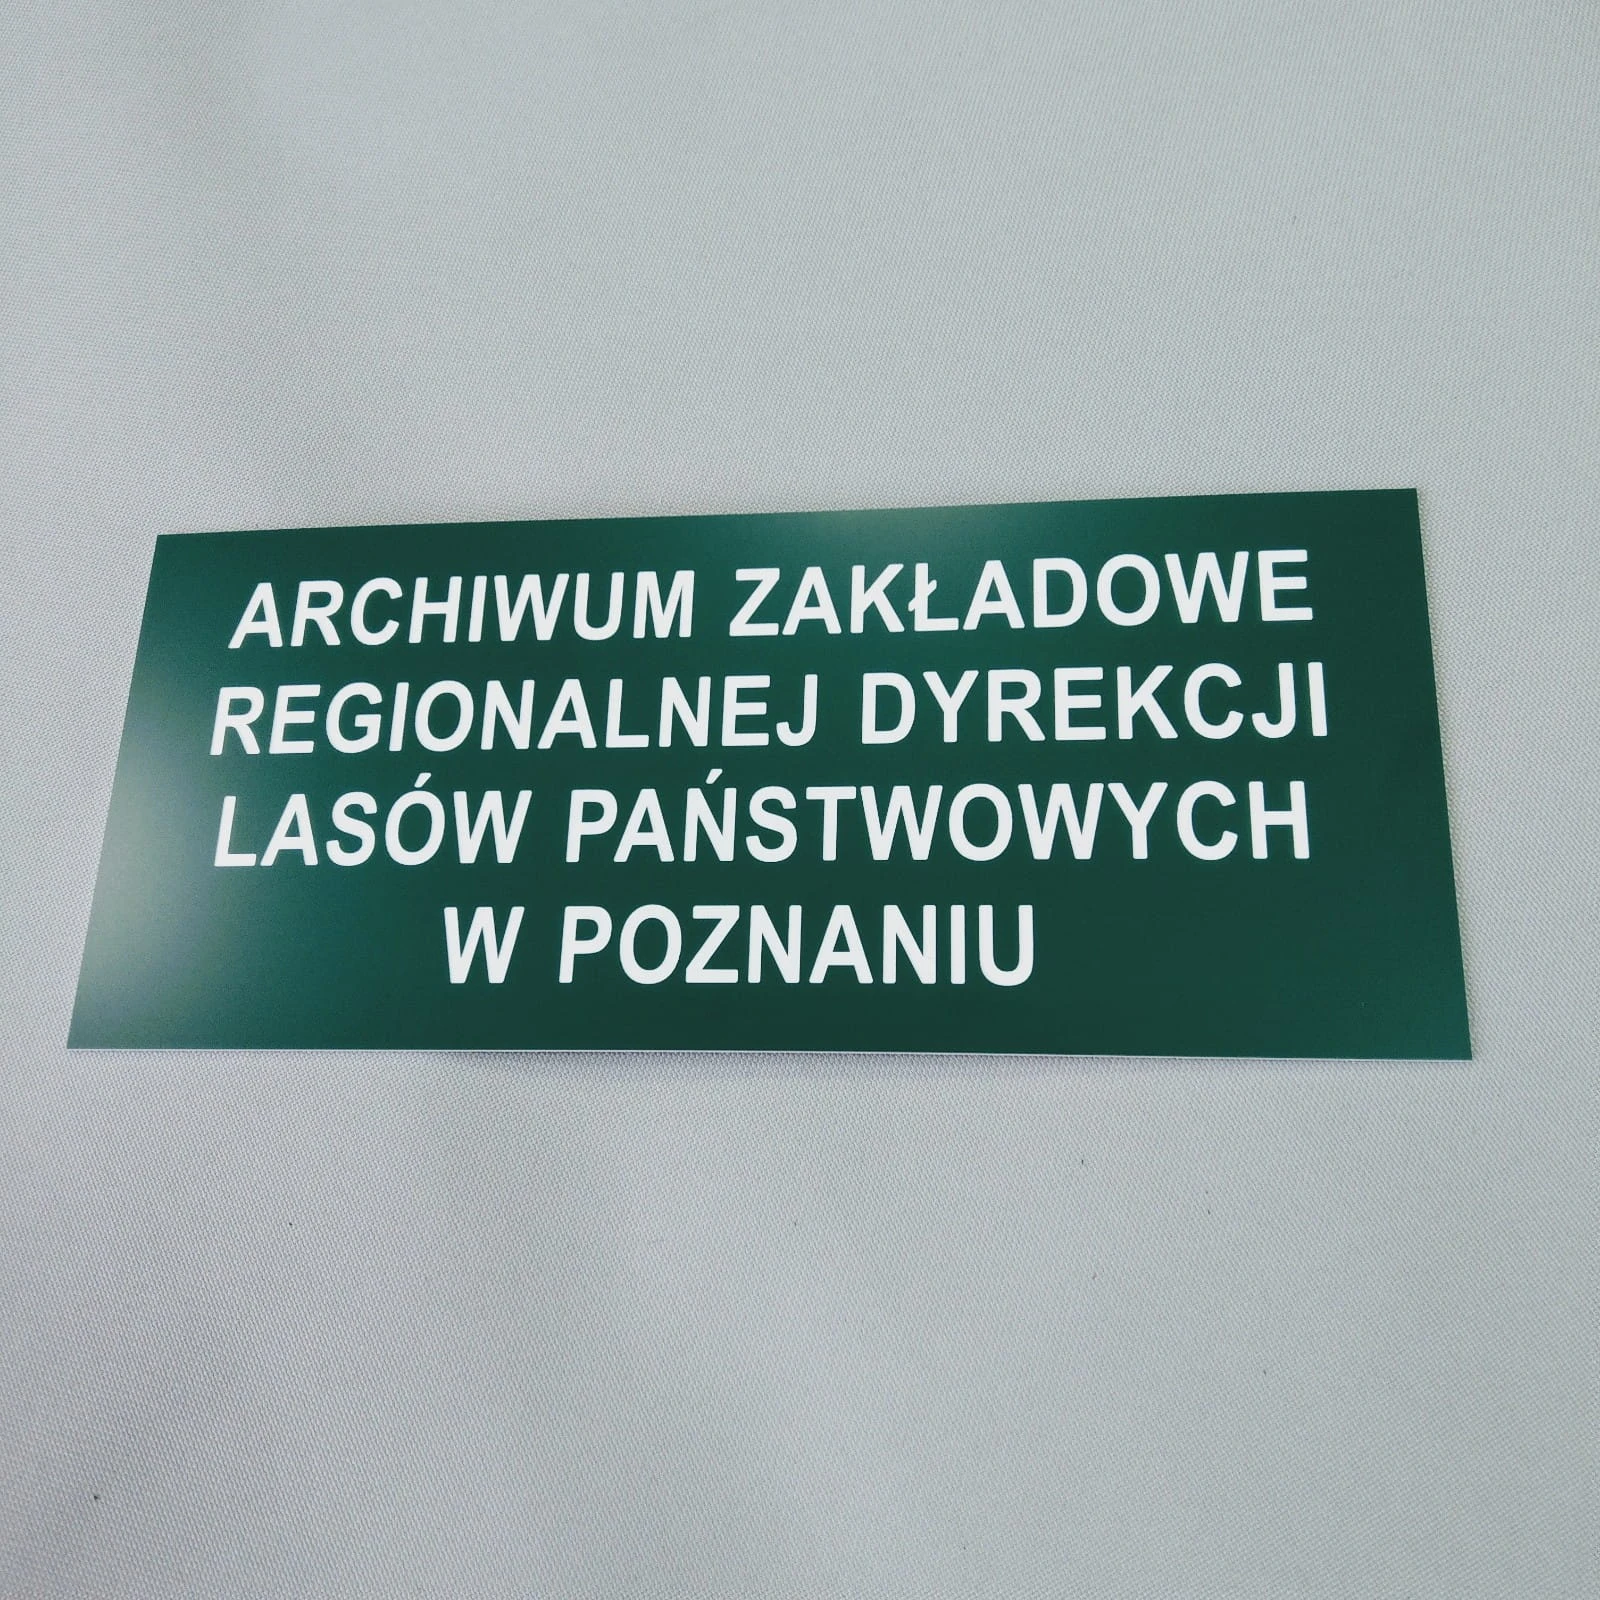 ARCHIWUM ZAKŁADOWE
REGIONALNEJ DYREKCJI
LASÓW PAŃSTWOWYCH
W POZNANIU